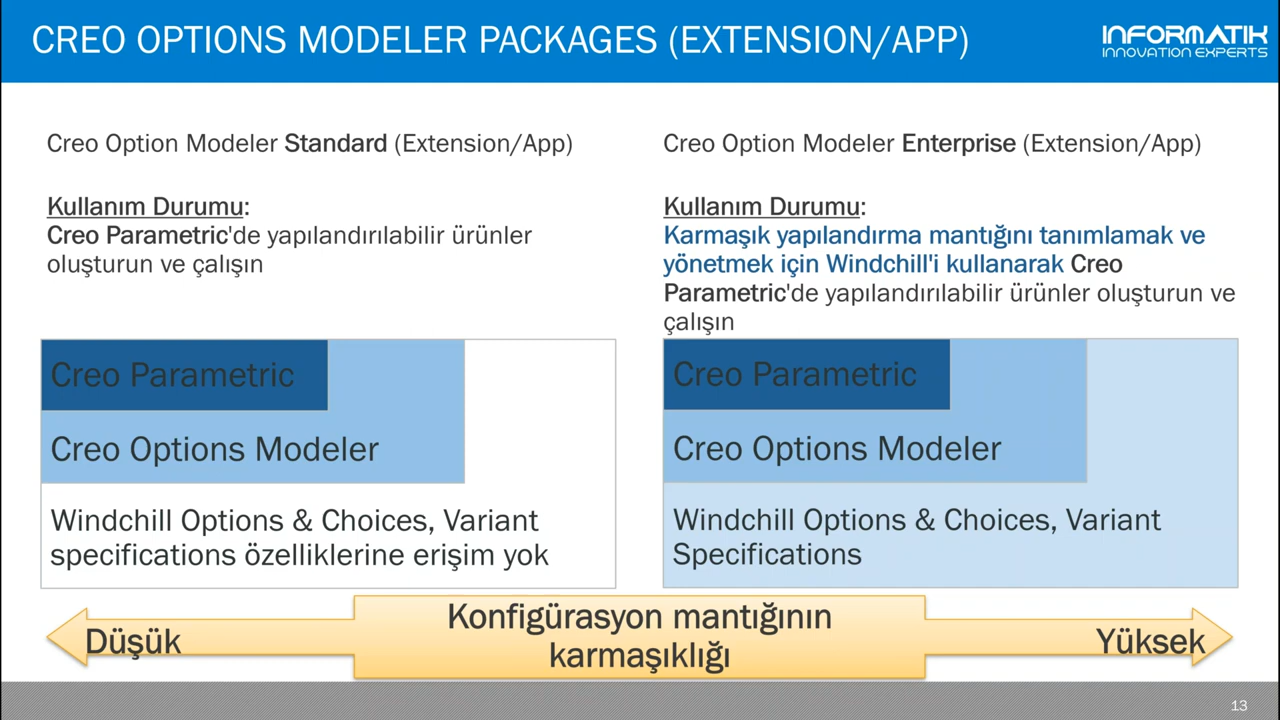 CREO OPTIONS MODELER PACKAGES (EXTENSION/APP)
INFORMATIK
INNOVATION EXPERTS
Creo Option Modeler Standard (Extension/App)
Kullanım Durumu:
Creo Parametric'de yapılandırılabilir ürünler
oluşturun ve çalışın
Creo Parametric
Creo Options Modeler
Windchill Options & Choices, Variant
specifications özelliklerine erişim yok
Creo Option Modeler Enterprise (Extension/App)
Kullanım Durumu:
Karmaşık yapılandırma mantığını tanımlamak ve
yönetmek için Windchill'i kullanarak Creo
Parametric'de yapılandırılabilir ürünler oluşturun ve
çalışın
Creo Parametric
Creo Options Modeler
Windchill Options & Choices, Variant
Specifications
Düşük
Konfigürasyon mantığının
karmaşıklığı
Yüksek
13